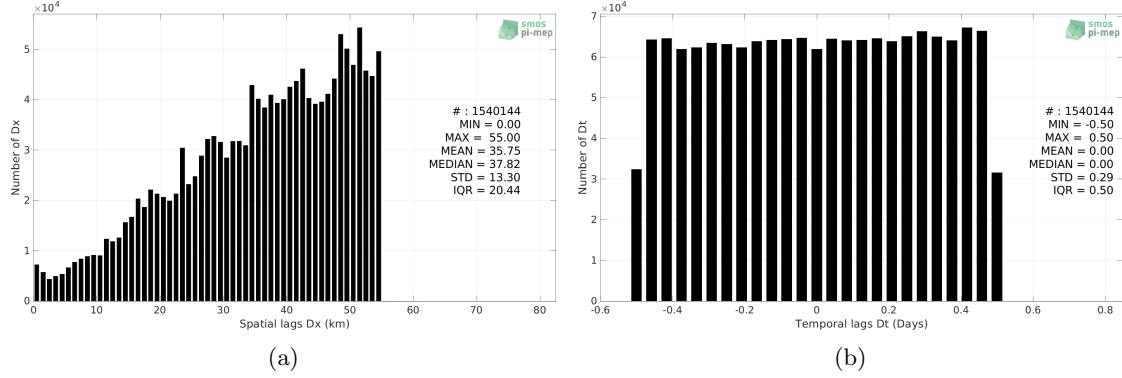 ×10⁴
5
4
3
2
1
0
Number of Dx
0 10 20 30 40 50 60 70 80
Spatial lags Dx (km)
smos
pi-mep
# : 1540144
MIN = 0.00
MAX = 55.00
MEAN = 35.75
MEDIAN = 37.82
STD = 13.30
IQR = 20.44
(a)
×10⁴
7
6
5
4
3
2
1
0
Number of Dt
-0.6 -0.4 -0.2 0 0.2 0.4 0.6 0.8
Temporal lags Dt (Days)
smos
pi-mep
# : 1540144
MIN = -0.50
MAX = 0.50
MEAN = 0.00
MEDIAN = 0.00
STD = 0.29
IQR = 0.50
(b)